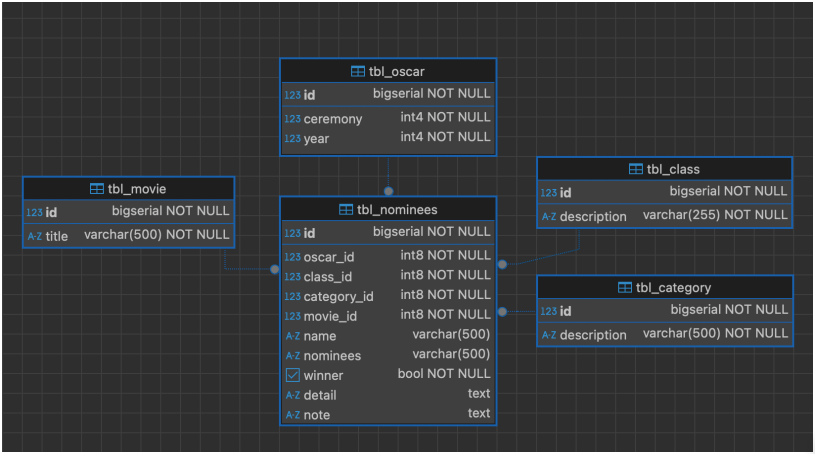 tbl_oscar
123 id bigserial NOT NULL
123 ceremony int4 NOT NULL
123 year int4 NOT NULL
tbl_movie
123 id bigserial NOT NULL
A-Z title varchar(500) NOT NULL
tbl_nominees
123 id bigserial NOT NULL
123 oscar_id int8 NOT NULL
123 class_id int8 NOT NULL
123 category_id int8 NOT NULL
123 movie_id int8 NOT NULL
A-Z name varchar(500)
A-Z nominees varchar(500)
winner bool NOT NULL
A-Z detail text
A-Z note text
tbl_class
123 id bigserial NOT NULL
A-Z description varchar(255) NOT NULL
tbl_category
123 id bigserial NOT NULL
A-Z description varchar(500) NOT NULL